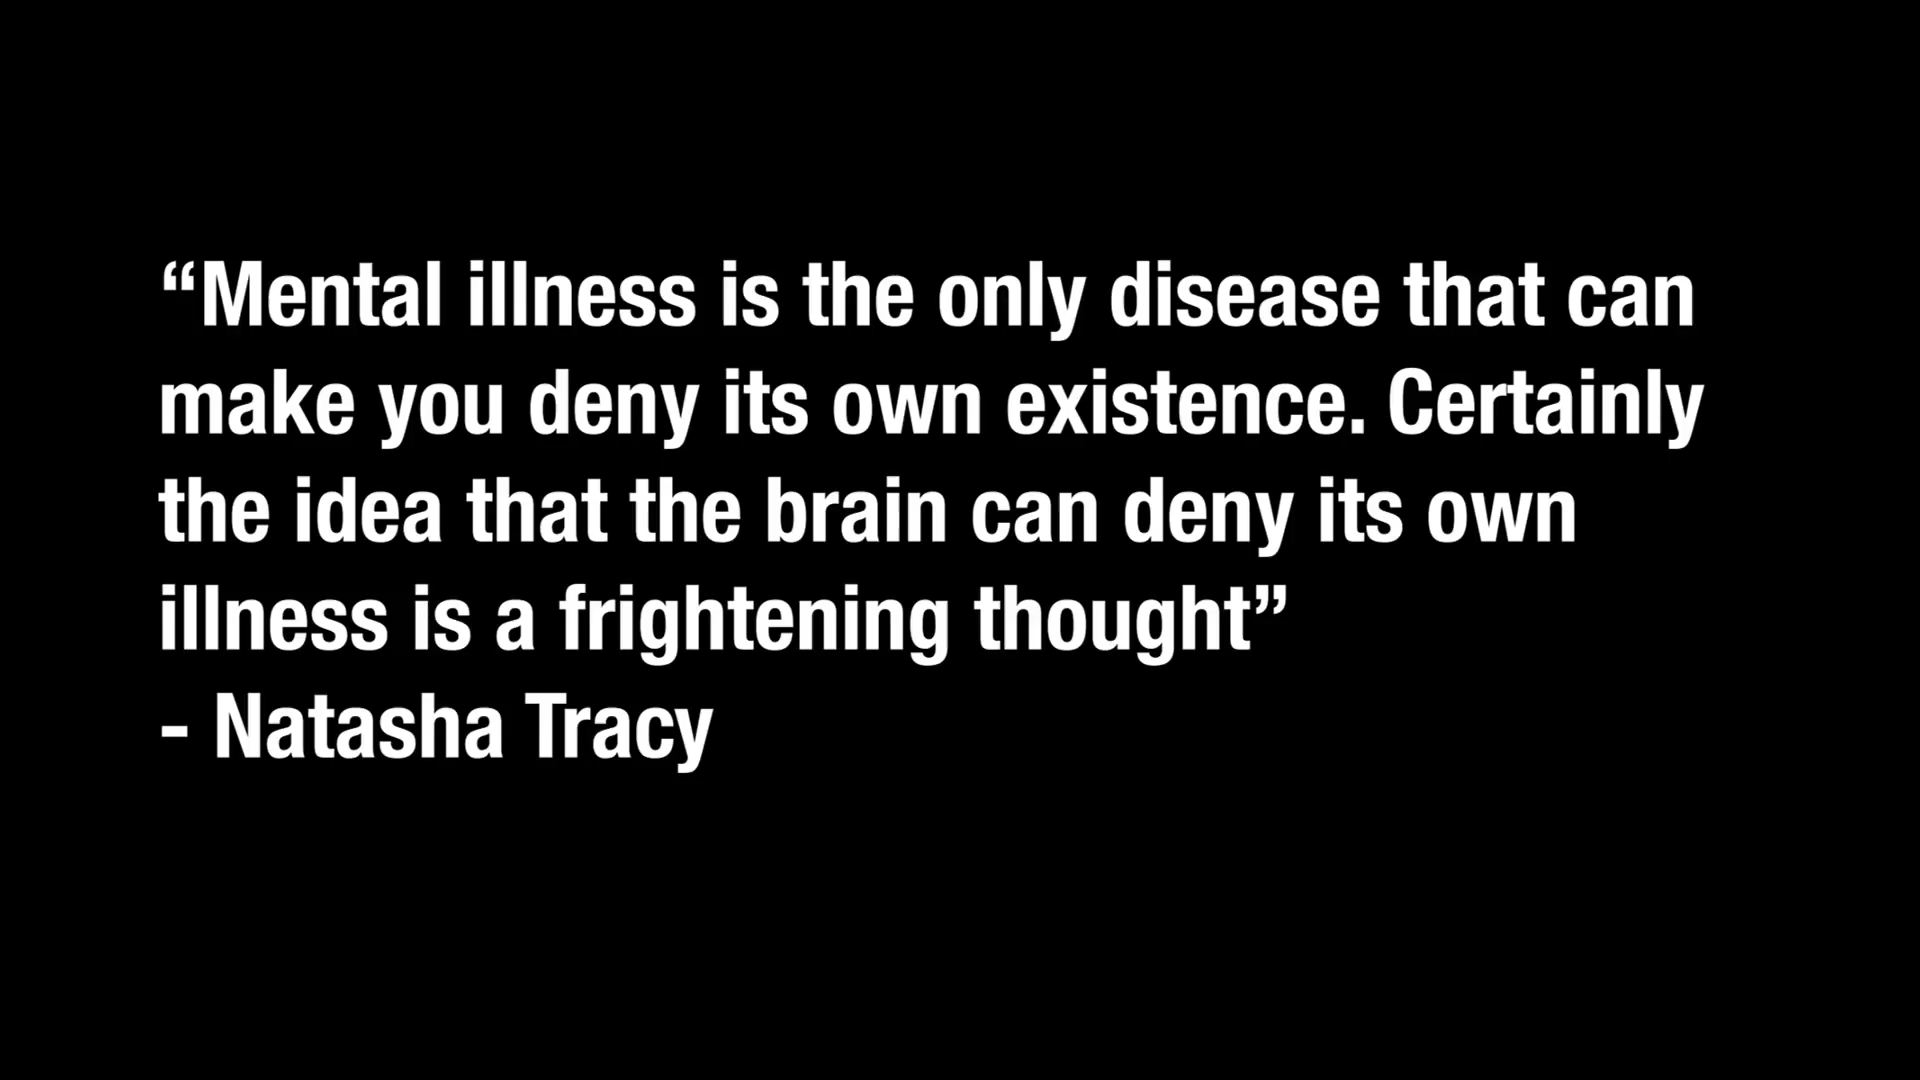 “Mental illness is the only disease that can
make you deny its own existence. Certainly
the idea that the brain can deny its own
illness is a frightening thought”
- Natasha Tracy